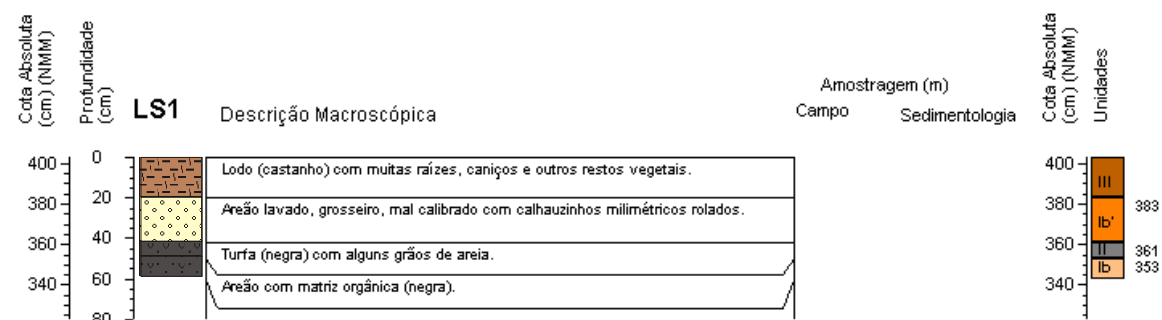 Cota Absoluta
(cm) (NMM)
Profundidade
(cm)
LS1
Descrição Macroscópica
Amostragem (m)
Campo
Sedimentologia
Cota Absoluta
(cm) (NMM)
Unidades
400
0
Lodo (castanho) com muitas raízes, caniços e outros restos vegetais.
400
III
380
20
Areão lavado, grosseiro, mal calibrado com calhauzinhos milimétricos rolados.
380
383
Ib'
360
40
Turfa (negra) com alguns grãos de areia.
360
II
361
Ib
353
340
60
Areão com matriz orgânica (negra).
340
80